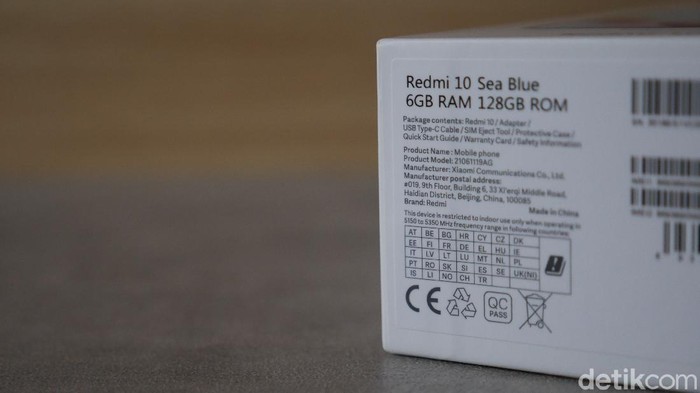 Redmi 10 Sea Blue
6GB RAM 128GB ROM
Package contents: Redmi 10 / Adapter /
USB Type-C Cable / SIM Eject Tool / Protective Case /
Quick Start Guide / Warranty Card / Safety Information
Product Name: Mobile phone
Product Model: 21061119AG
Manufacturer: Xiaomi Communications Co., Ltd.
Manufacturer postal address:
#019, 9th Floor, Building 6, 33 Xi'erqi Middle Road,
Haidian District, Beijing, China, 100085
Brand: Redmi
Made in China
This device is restricted to indoor use only when operating in
5150 to 5350 MHz frequency range in following countries:
AT BE BG HR CY CZ DK
EE FI FR DE EL HU IE
IT LV LT LU MT NL PL
PT RO SK SI ES SE UK(NI)
IS LI NO CH TR
CE
QC
PASS
detikcom